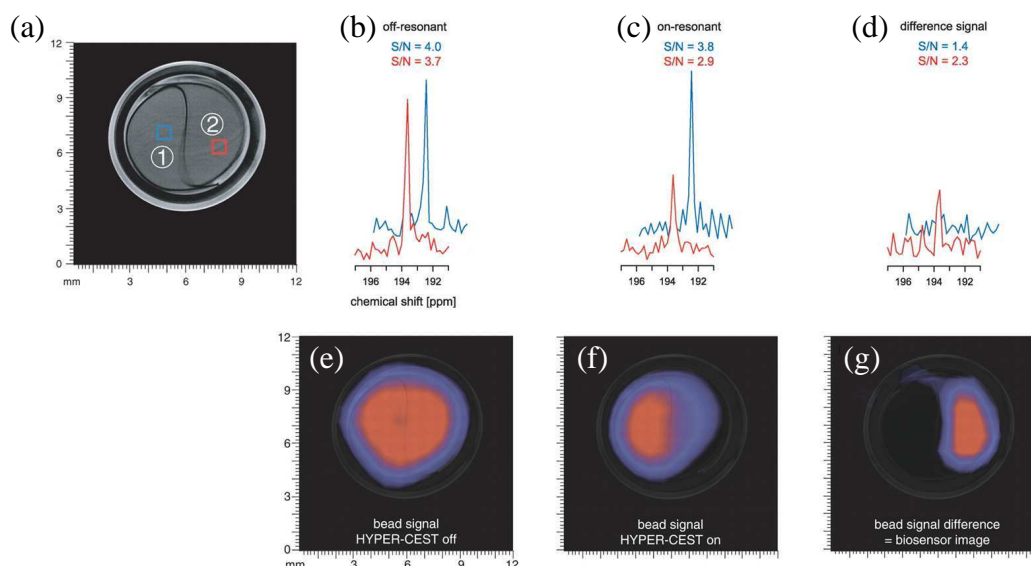 (a)
12
9
6
3
0
mm
3
6
9
12
①
②
(b)
off-resonant
S/N = 4.0
S/N = 3.7
196
194
192
chemical shift [ppm]
(c)
on-resonant
S/N = 3.8
S/N = 2.9
196
194
192
(d)
difference signal
S/N = 1.4
S/N = 2.3
196
194
192
12
9
6
3
0
mm
3
6
9
12
(e)
bead signal
HYPER-CEST off
(f)
bead signal
HYPER-CEST on
(g)
bead signal difference
= biosensor image